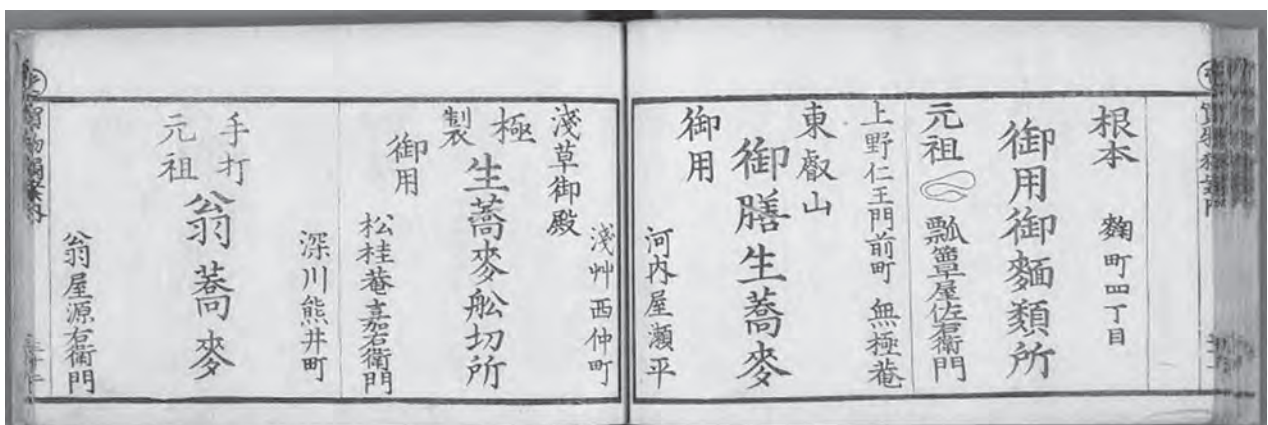 根本 麴町四丁目
御用御麵類所
元祖 瓢簞屋佐右衛門
上野仁王門前町 無極菴
東叡山
御膳生蕎麥
御用
河内屋瀬平
淺艸西仲町
淺草御殿
極製 生蕎麥舩切所
御用
松桂菴嘉右衛門
深川熊井町
手打
元祖 翁蕎麥
翁屋源右衛門